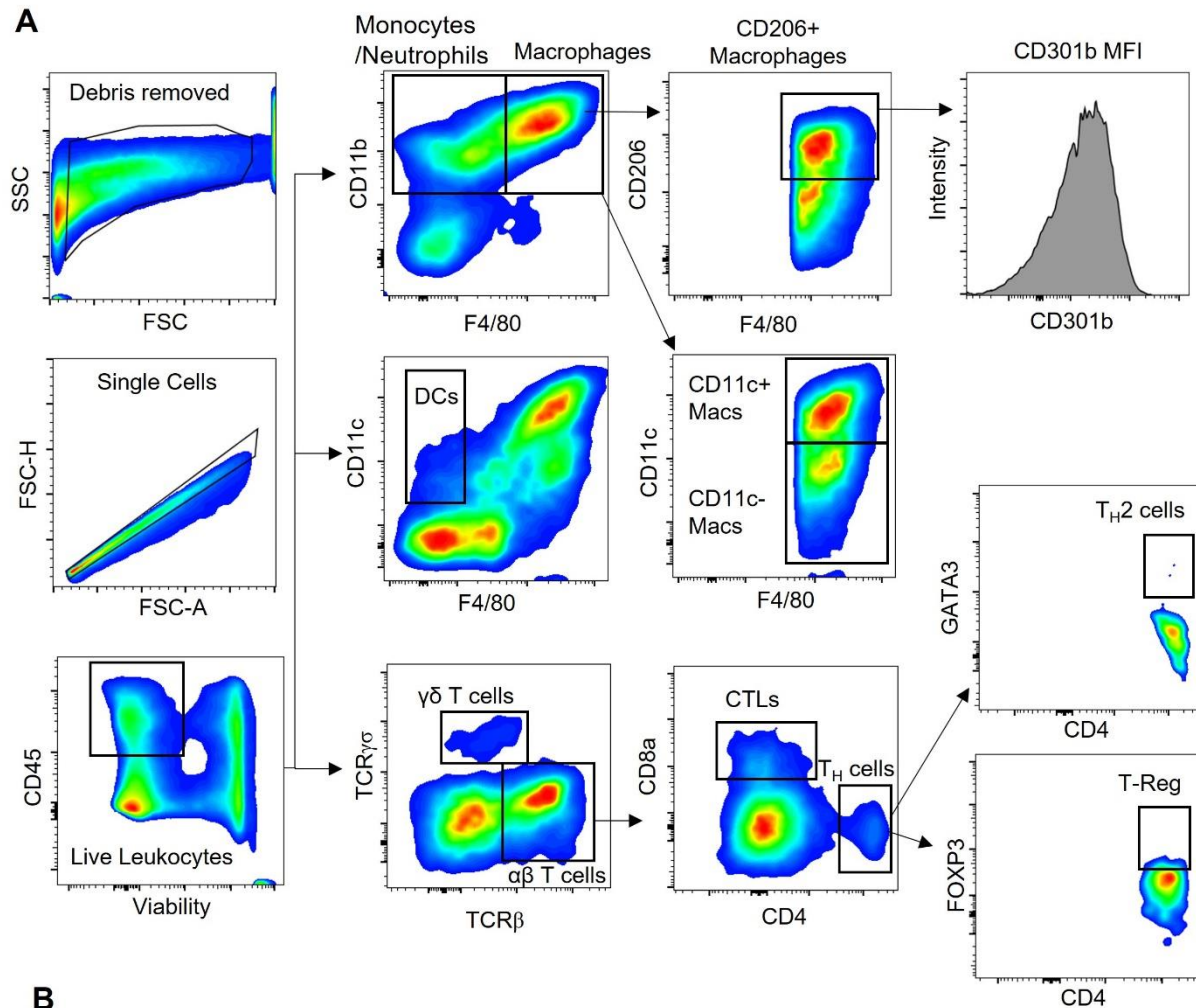 A
Monocytes
/Neutrophils
Macrophages
CD206+
Macrophages
CD301b MFI
Debris removed
SSC
FSC
CD11b
F4/80
CD206
F4/80
Intensity
CD301b
Single Cells
FSC-H
FSC-A
DCs
CD11c
F4/80
CD11c+
Macs
CD11c-
Macs
CD11c
F4/80
TH2 cells
GATA3
CD4
CD45
Live Leukocytes
Viability
γδ T cells
TCRγσ
αβ T cells
TCRβ
CTLs
CD8a
TH cells
CD4
T-Reg
FOXP3
CD4
B